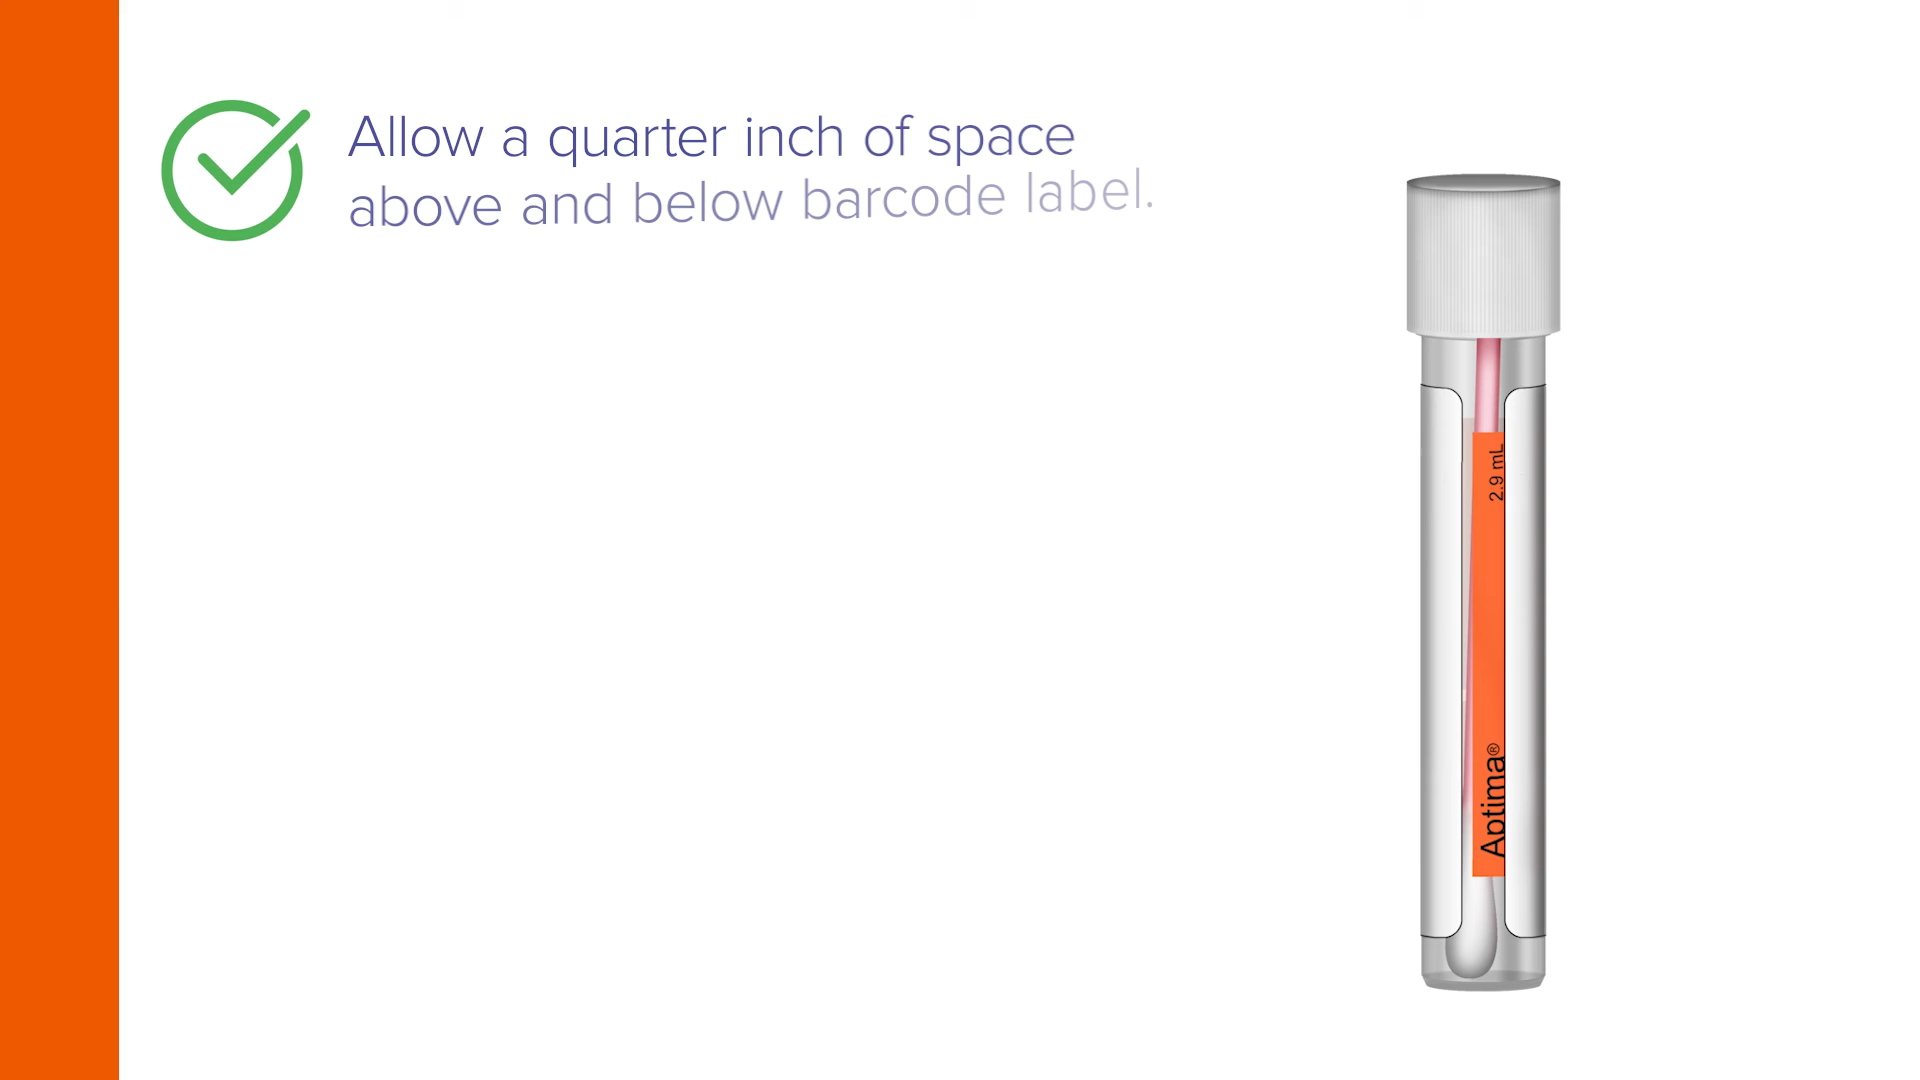 Allow a quarter inch of space
above and below barcode label.
2.9 mL
Aptima®